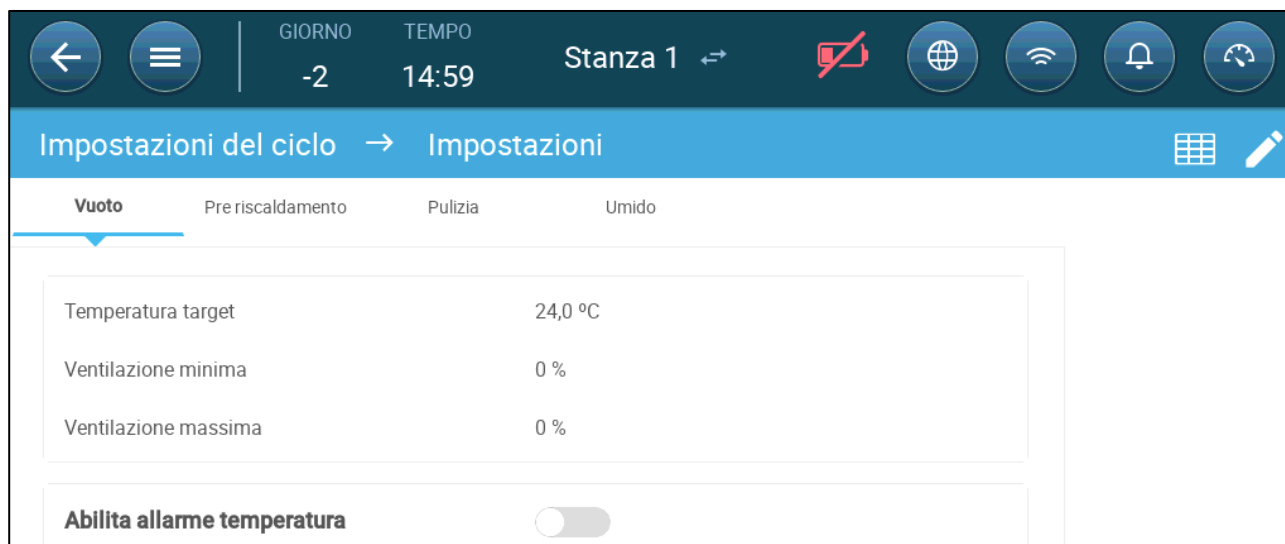 GIORNO TEMPO
-2 14:59 Stanza 1
Impostazioni del ciclo → Impostazioni
Vuoto Pre riscaldamento Pulizia Umido
Temperatura target 24,0 ºC
Ventilazione minima 0 %
Ventilazione massima 0 %
Abilita allarme temperatura